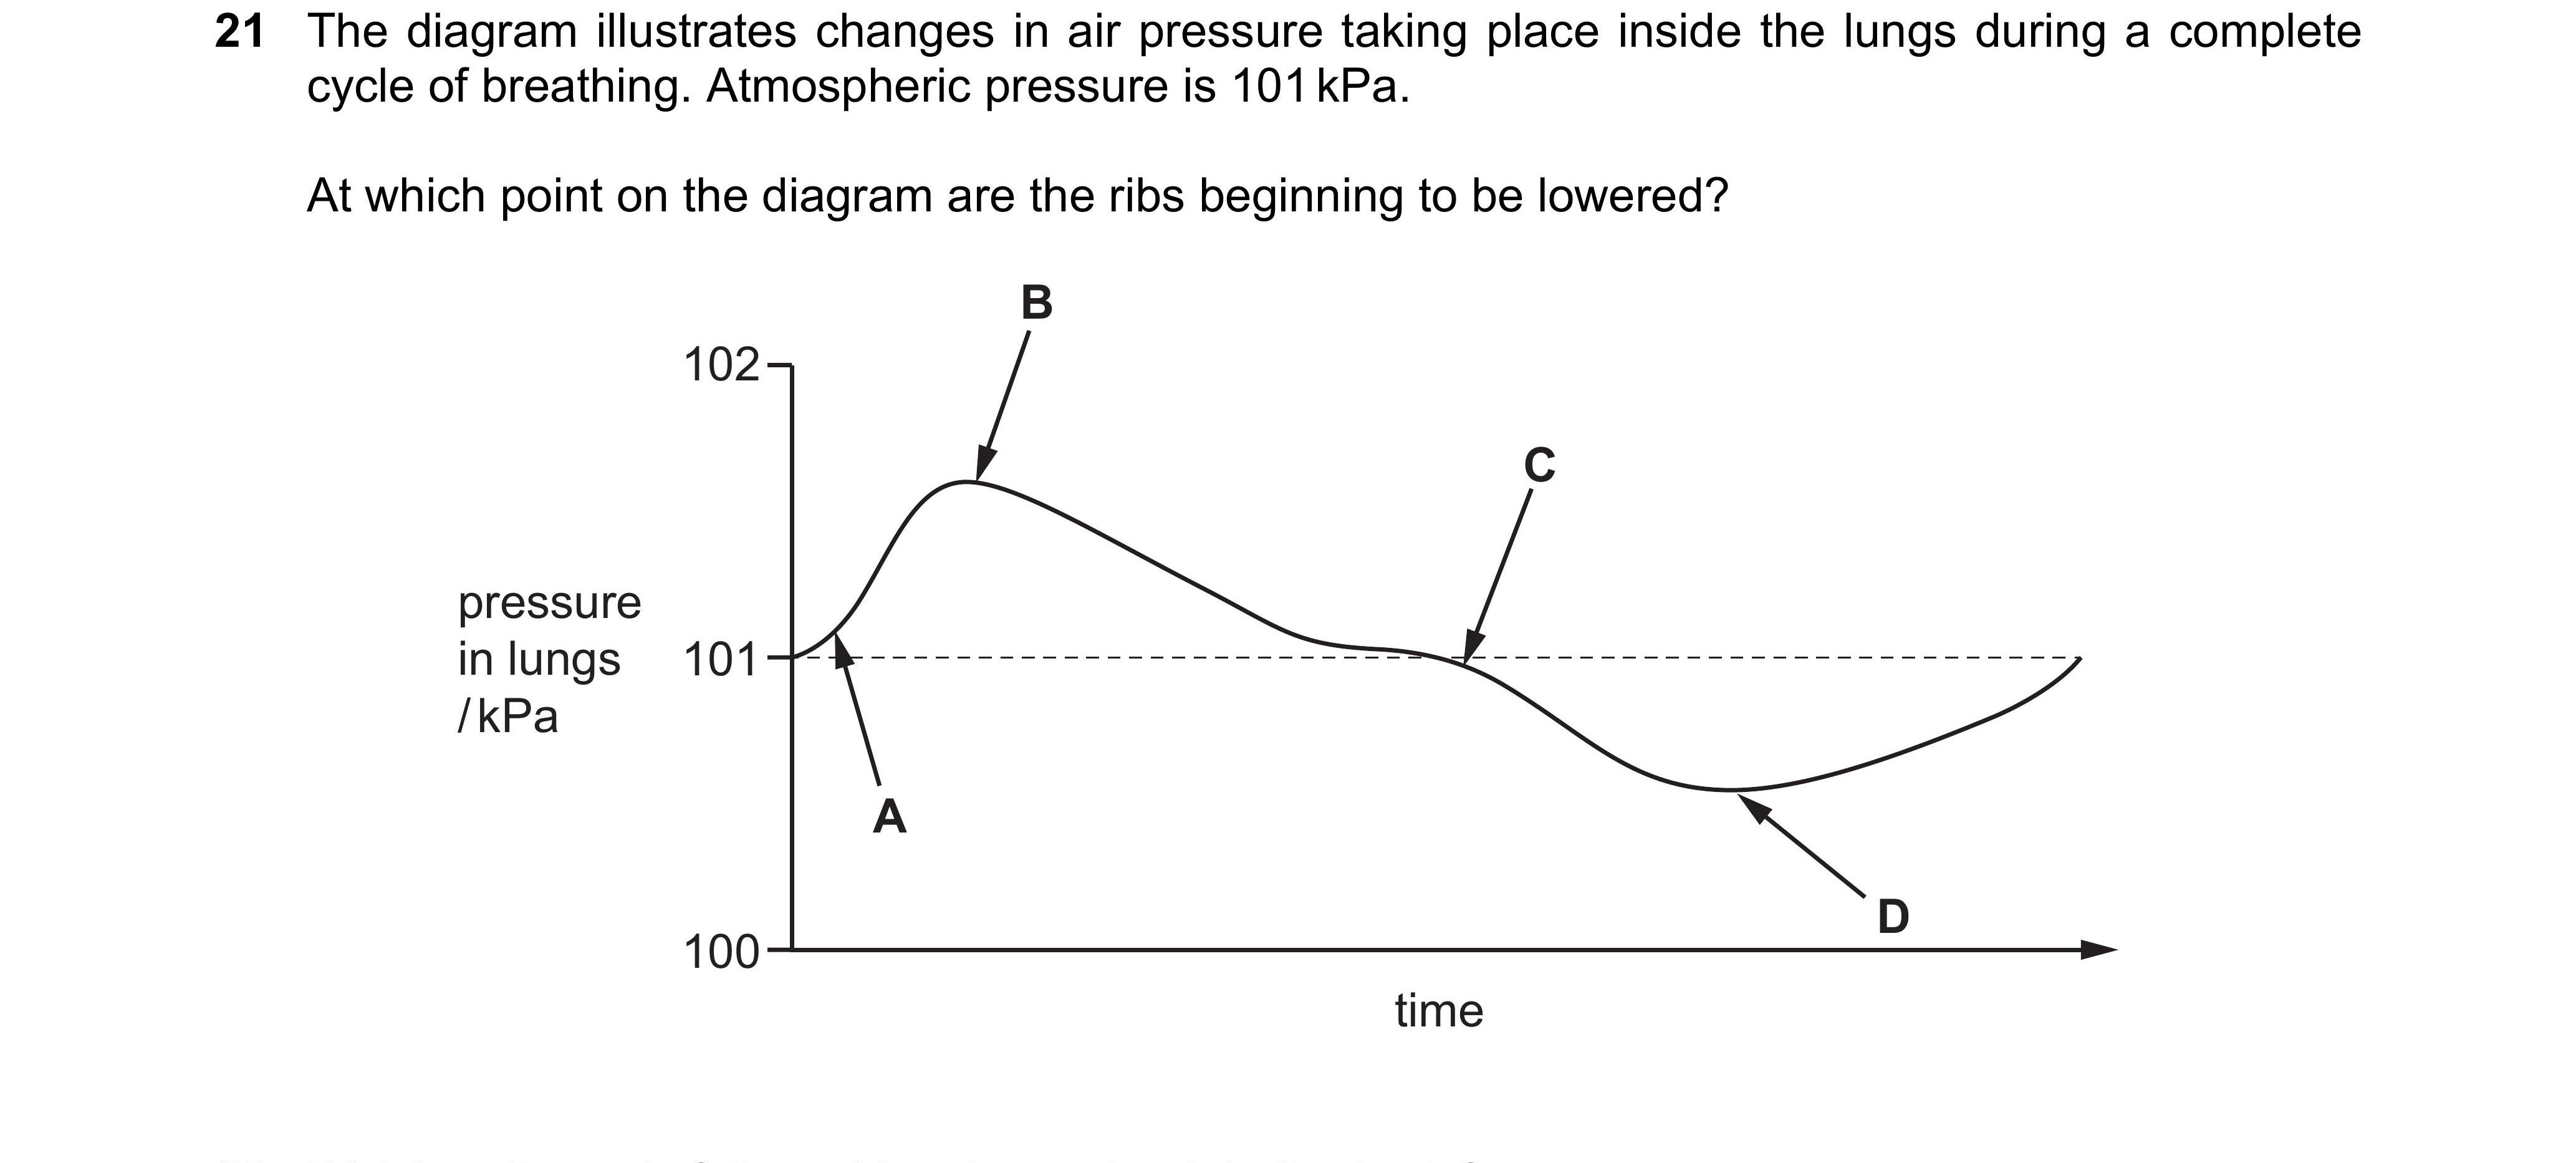 21 The diagram illustrates changes in air pressure taking place inside the lungs during a complete
cycle of breathing. Atmospheric pressure is 101 kPa.
At which point on the diagram are the ribs beginning to be lowered?
B
102
C
pressure
in lungs
/ kPa
101
A
D
100
time